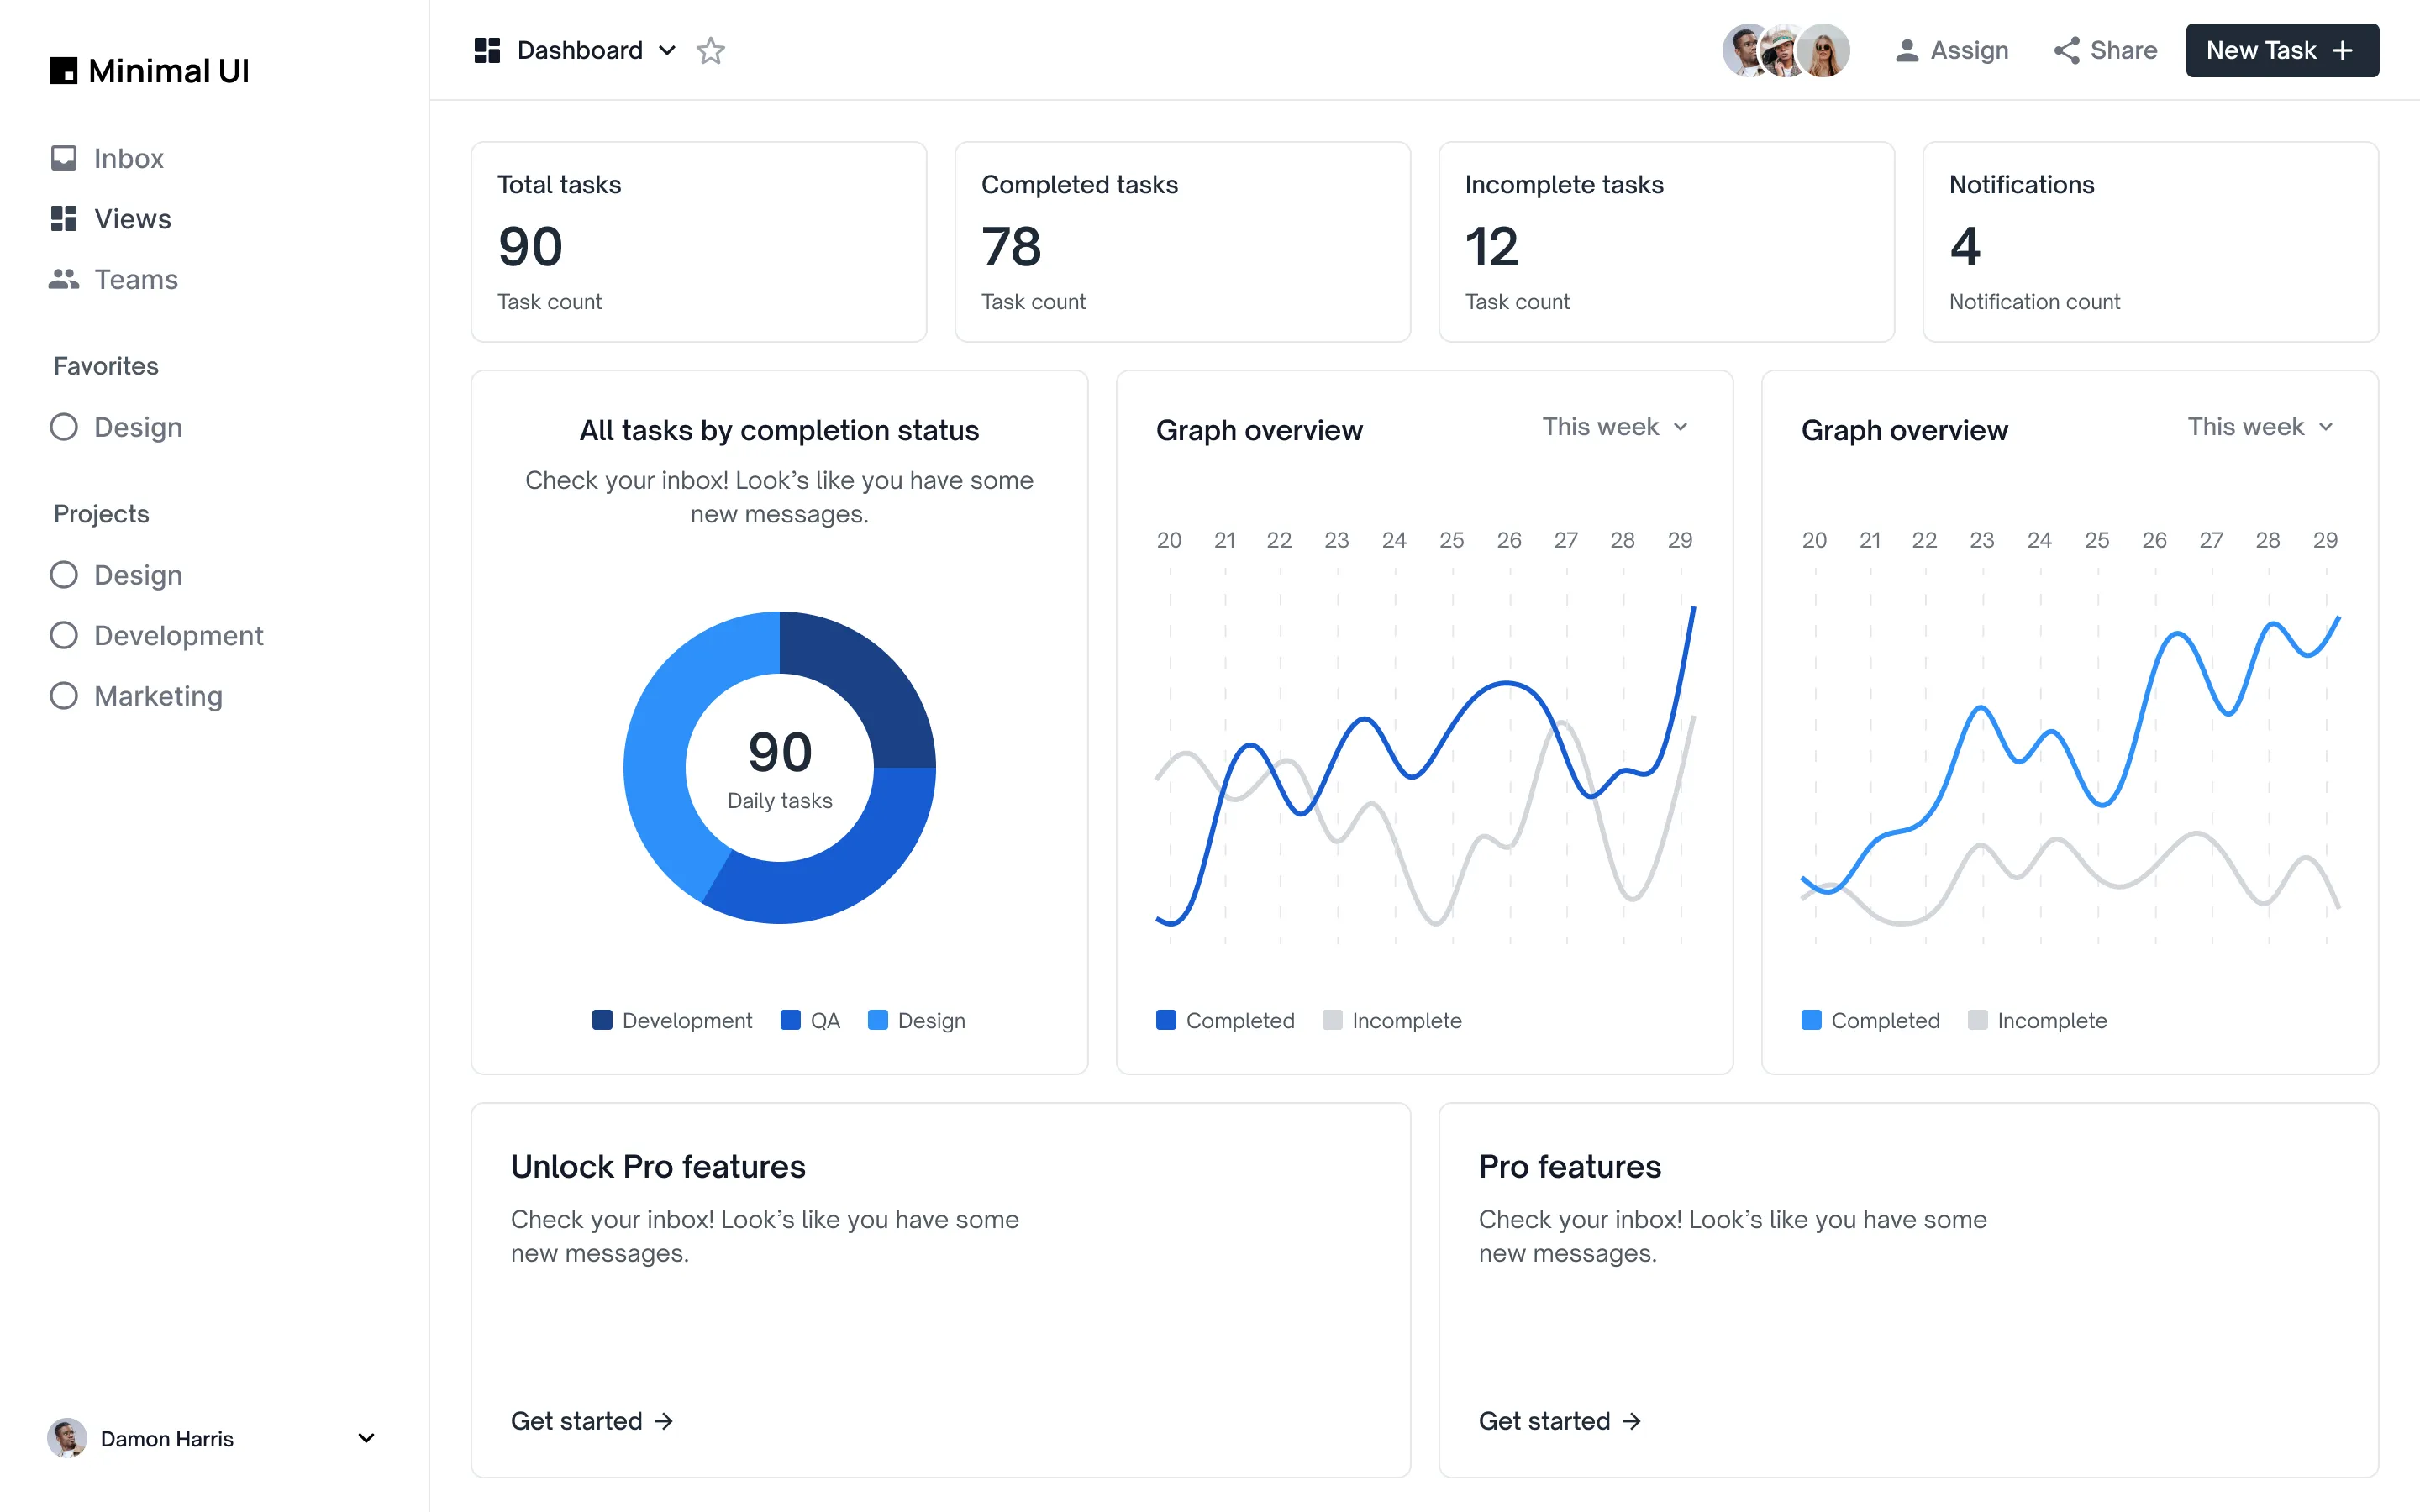 Minimal UI
Inbox
Views
Teams
Favorites
Design
Projects
Design
Development
Marketing
Damon Harris
Dashboard
Assign
Share
New Task +
Total tasks
90
Task count
Completed tasks
78
Task count
Incomplete tasks
12
Task count
Notifications
4
Notification count
All tasks by completion status
Check your inbox! Look’s like you have some
new messages.
90
Daily tasks
Development QA Design
Graph overview This week
20 21 22 23 24 25 26 27 28 29
Completed Incomplete
Graph overview This week
20 21 22 23 24 25 26 27 28 29
Completed Incomplete
Unlock Pro features
Check your inbox! Look’s like you have some
new messages.
Get started →
Pro features
Check your inbox! Look’s like you have some
new messages.
Get started →